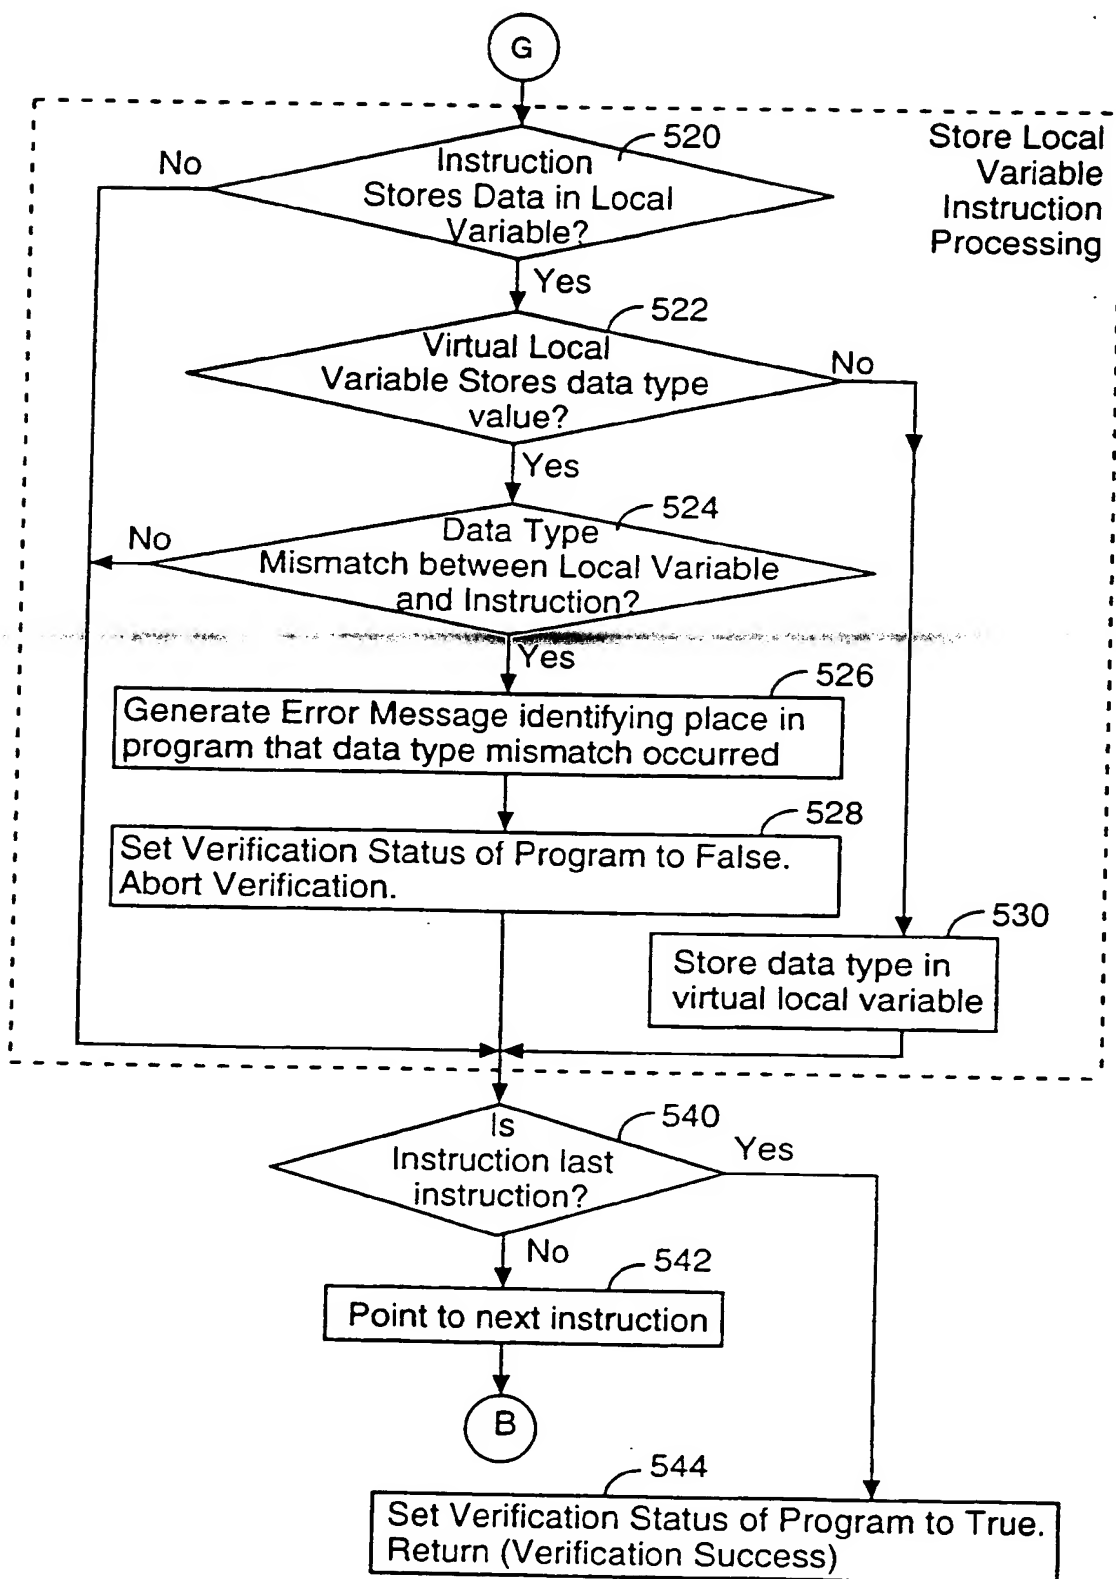 G
520
Store Local
Variable
Instruction
Processing
No
Instruction
Stores Data in Local
Variable?
Yes
522
Virtual Local
Variable Stores data type
value?
No
Yes
524
Data Type
Mismatch between Local Variable
and Instruction?
No
Yes
526
Generate Error Message identifying place in
program that data type mismatch occurred
528
Set Verification Status of Program to False.
Abort Verification.
530
Store data type in
virtual local variable
540
Is
Instruction last
instruction?
Yes
No
542
Point to next instruction
B
544
Set Verification Status of Program to True.
Return (Verification Success)